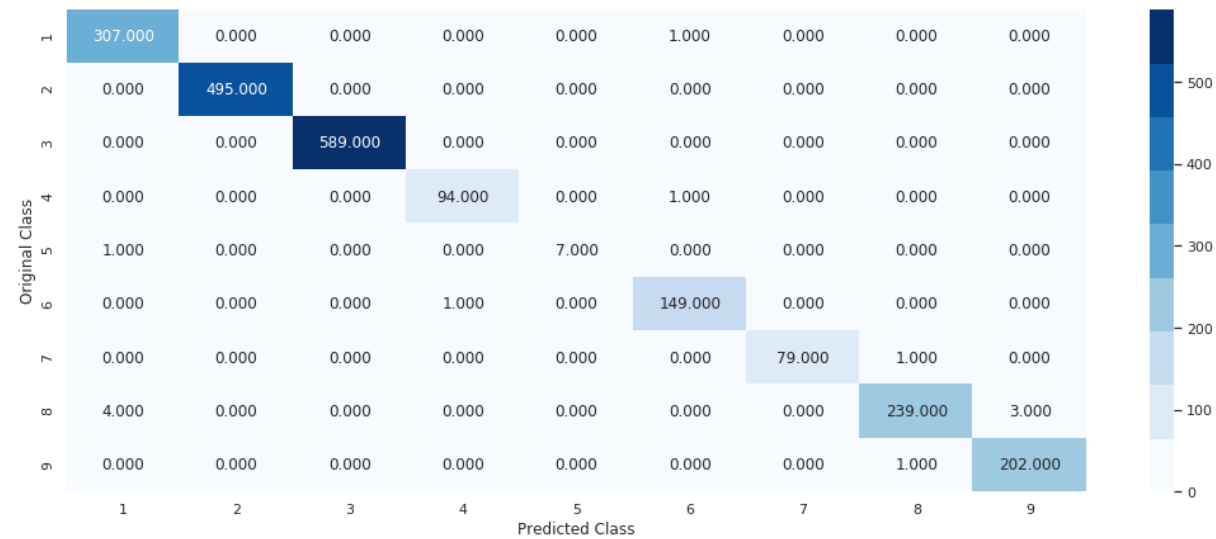 1 307.000 0.000 0.000 0.000 0.000 1.000 0.000 0.000 0.000
2 0.000 495.000 0.000 0.000 0.000 0.000 0.000 0.000 0.000
3 0.000 0.000 589.000 0.000 0.000 0.000 0.000 0.000 0.000
4 0.000 0.000 0.000 94.000 0.000 1.000 0.000 0.000 0.000
5 1.000 0.000 0.000 0.000 7.000 0.000 0.000 0.000 0.000
6 0.000 0.000 0.000 1.000 0.000 149.000 0.000 0.000 0.000
7 0.000 0.000 0.000 0.000 0.000 0.000 79.000 1.000 0.000
8 4.000 0.000 0.000 0.000 0.000 0.000 0.000 239.000 3.000
9 0.000 0.000 0.000 0.000 0.000 0.000 0.000 1.000 202.000
1 2 3 4 5 6 7 8 9
Predicted Class
Original Class
500
400
300
200
100
0